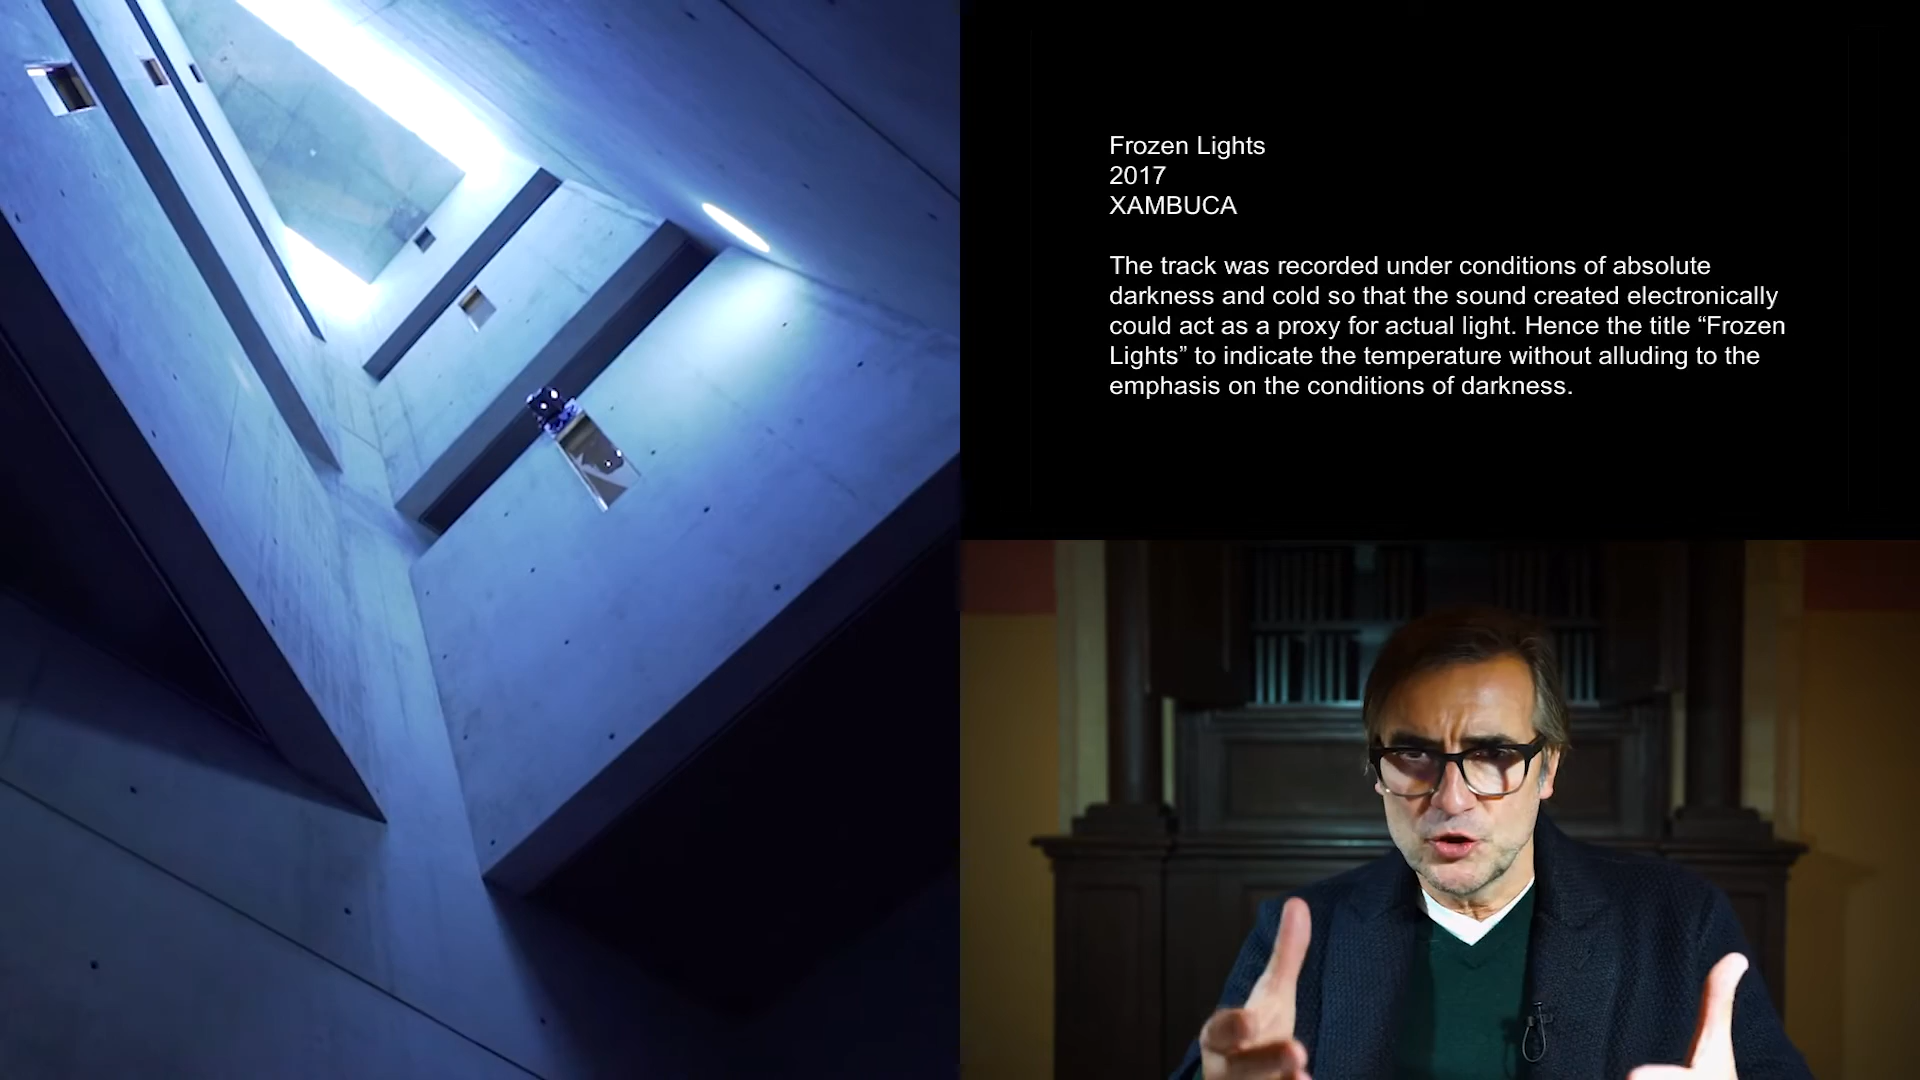 Frozen Lights
2017
XAMBUCA
The track was recorded under conditions of absolute
darkness and cold so that the sound created electronically
could act as a proxy for actual light. Hence the title “Frozen
Lights” to indicate the temperature without alluding to the
emphasis on the conditions of darkness.